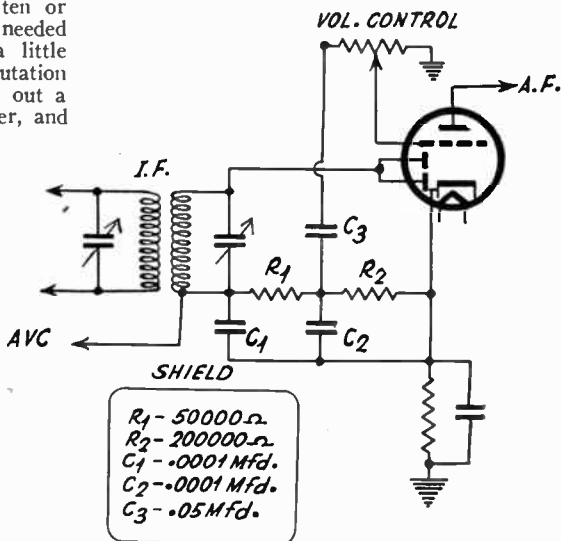 ten or
needed
a little
utation
out a
er, and
VOL. CONTROL
A.F.
I.F.
C3
R1
R2
AVC
C1
C2
SHIELD
R1 - 50000Ω
R2 - 200000Ω
C1 - .0001 Mfd.
C2 - .0001 Mfd.
C3 - .05 Mfd.